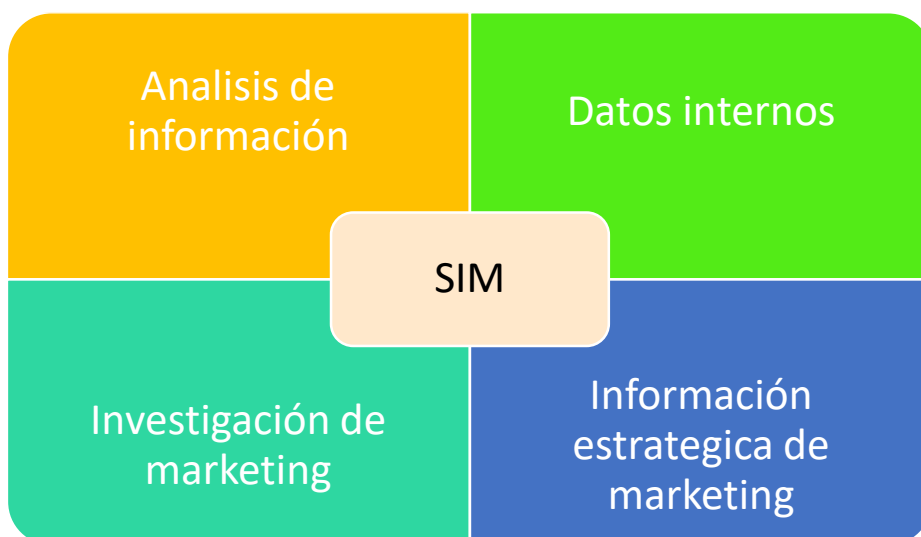 Analisis de
información
Datos internos
SIM
Investigación de
marketing
Información
estrategica de
marketing